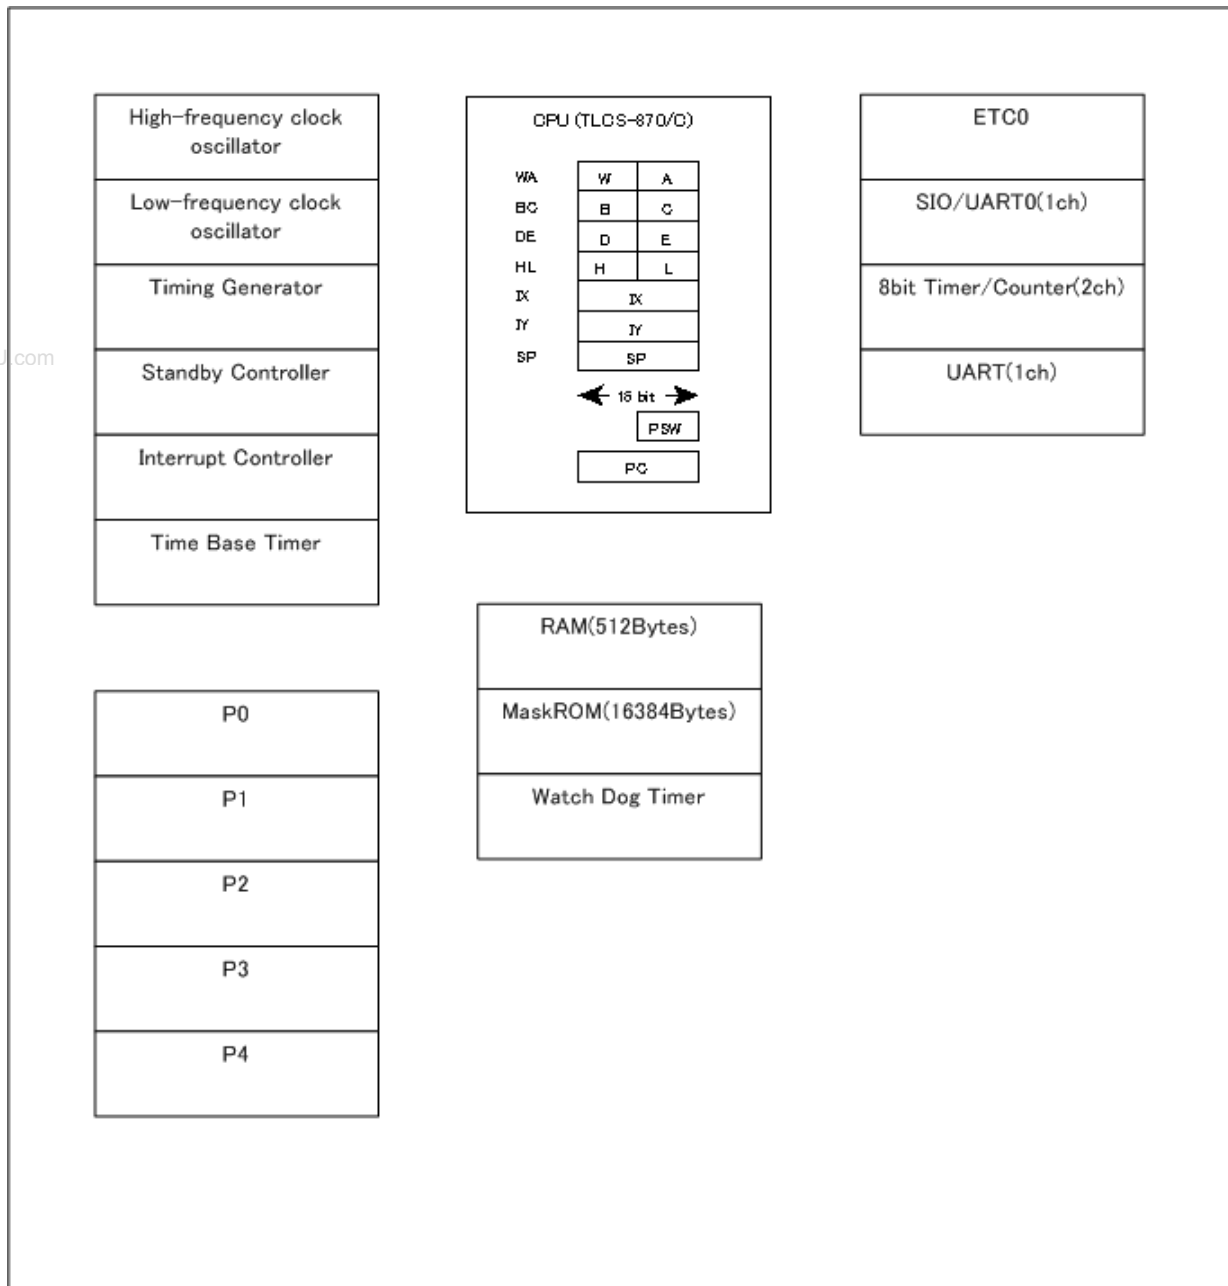 High-frequency clock
oscillator
Low-frequency clock
oscillator
Timing Generator
Standby Controller
Interrupt Controller
Time Base Timer
P0
P1
P2
P3
P4
CPU (TLCS-870/C)
WA W A
BC B C
DE D E
HL H L
IX IX
IY IY
SP SP
16 bit
PSW
PC
RAM(512Bytes)
MaskROM(16384Bytes)
Watch Dog Timer
ETC0
SIO/UART0(1ch)
8bit Timer/Counter(2ch)
UART(1ch)
.com